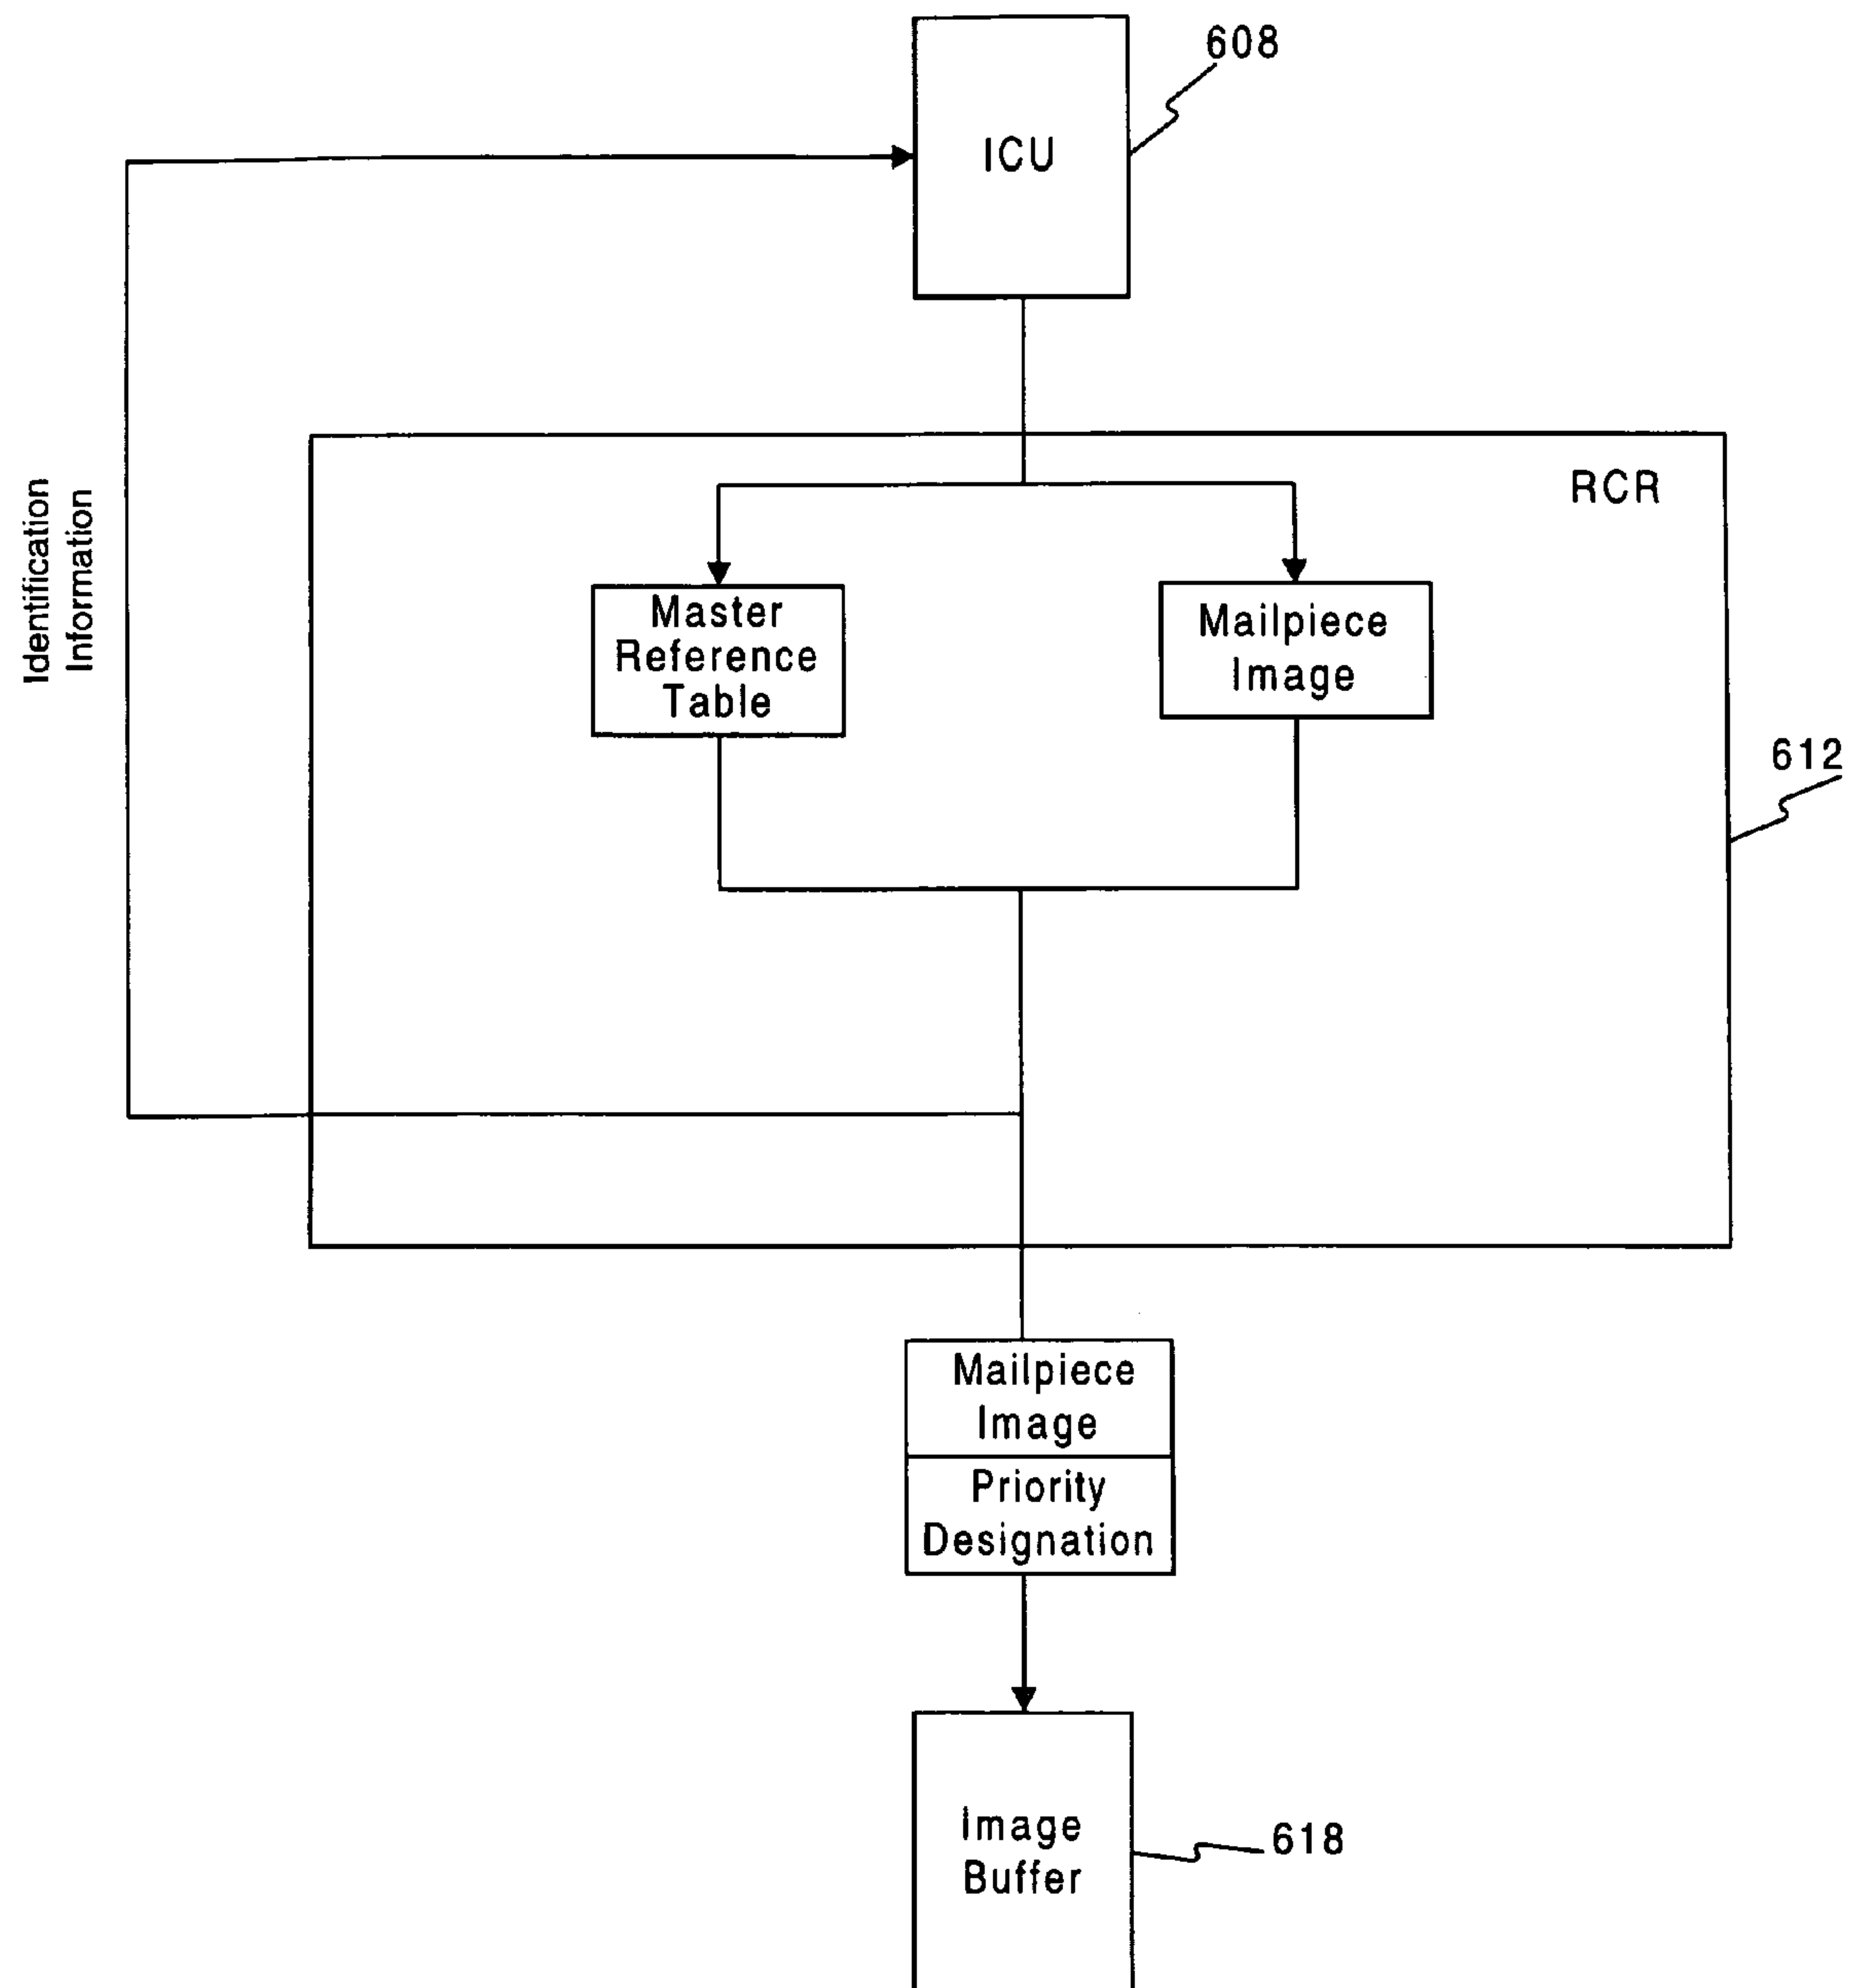 608
ICU
RCR
Identification
Information
Master
Reference
Table
Mailpiece
Image
612
Mailpiece
Image
Priority
Designation
Image
Buffer
618